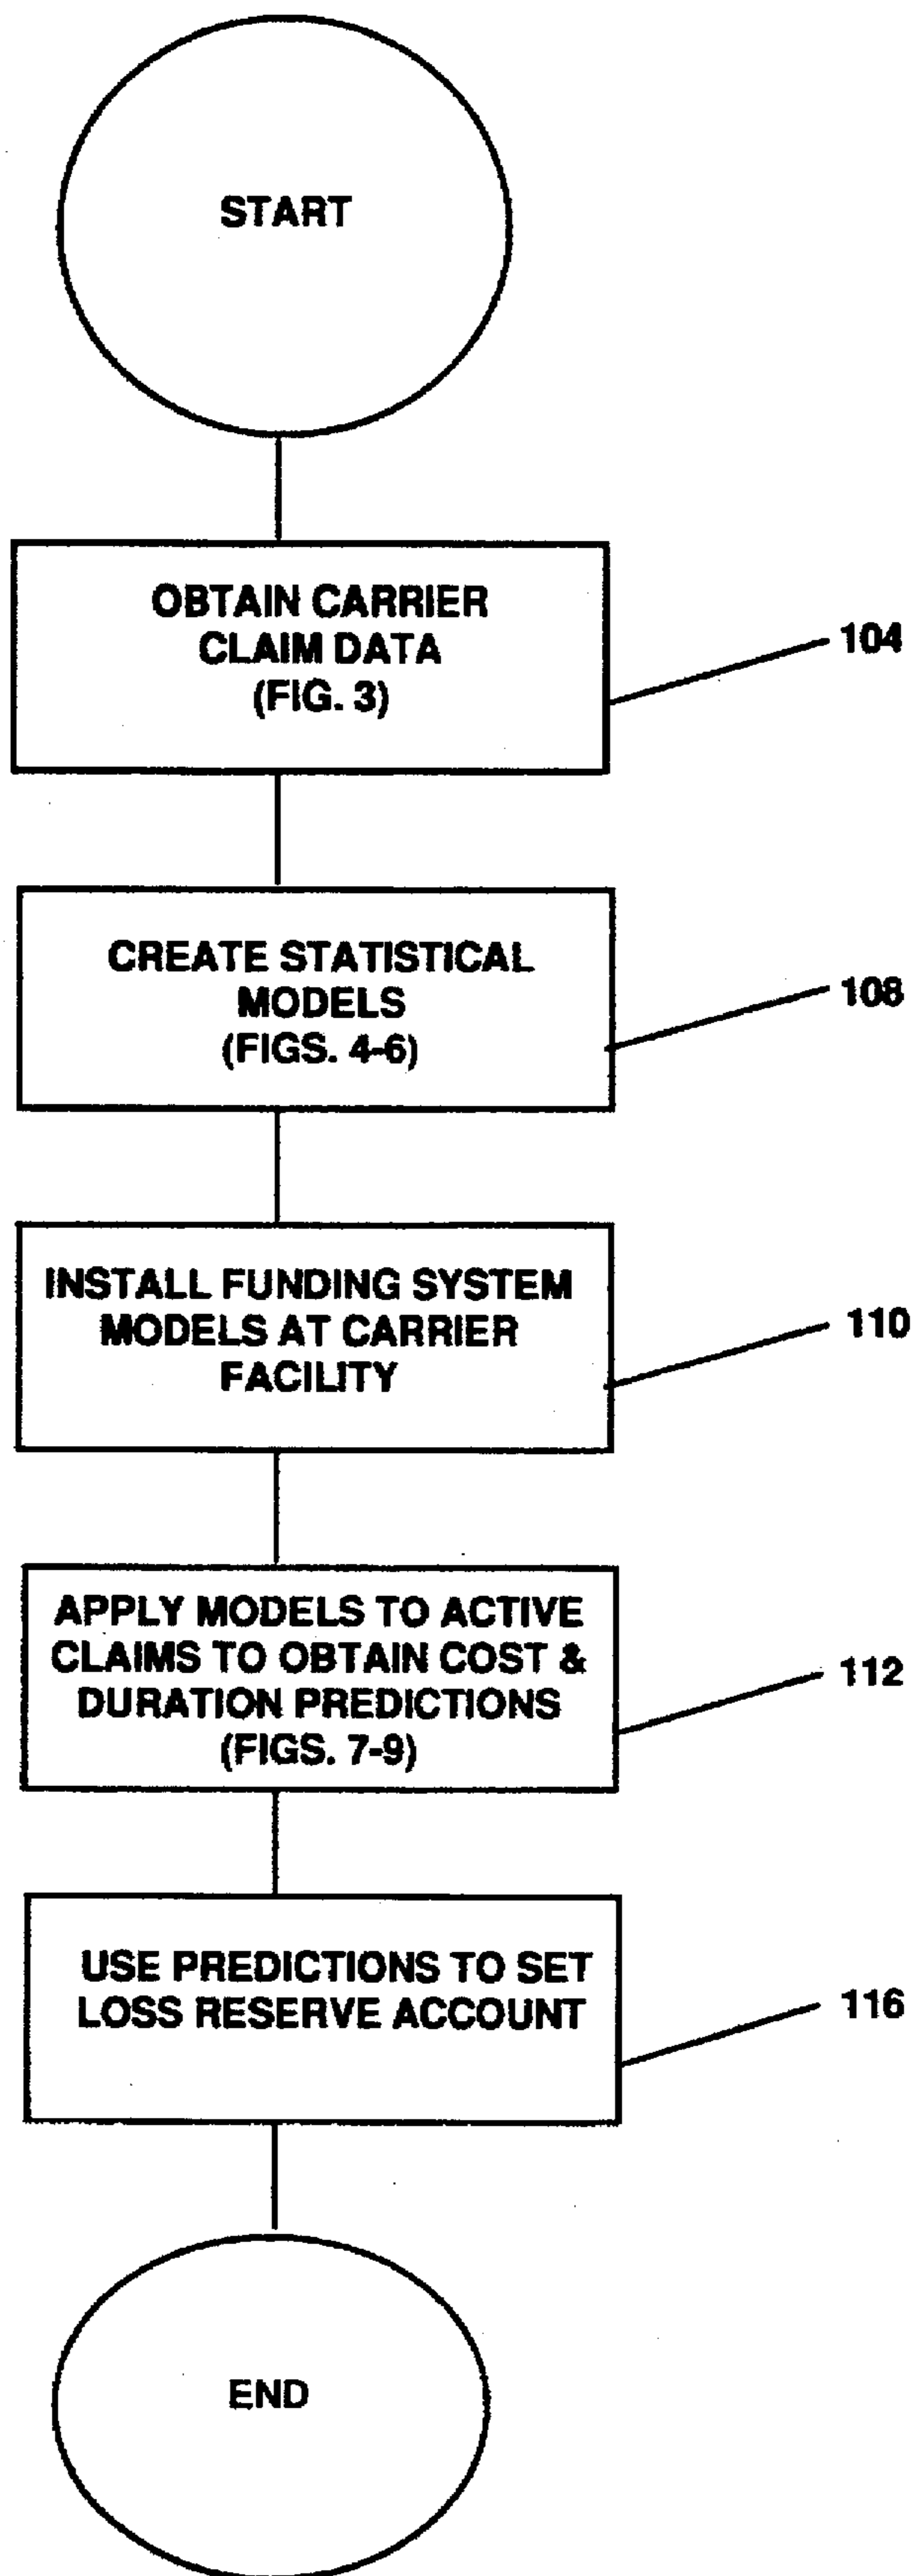 START
OBTAIN CARRIER
CLAIM DATA
(FIG. 3)
104
CREATE STATISTICAL
MODELS
(FIGS. 4-6)
108
INSTALL FUNDING SYSTEM
MODELS AT CARRIER
FACILITY
110
APPLY MODELS TO ACTIVE
CLAIMS TO OBTAIN COST &
DURATION PREDICTIONS
(FIGS. 7-9)
112
USE PREDICTIONS TO SET
LOSS RESERVE ACCOUNT
116
END